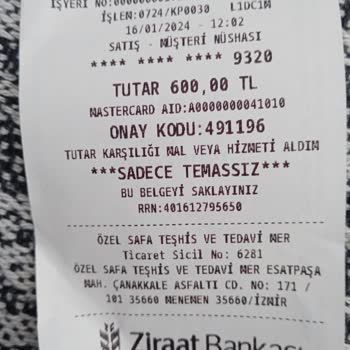 İŞLEM:0724/KP0030 L1DC1M
16/01/2024 - 12:02
SATIŞ - MÜŞTERİ NÜSHASI
**** **** **** 9320
TUTAR 600,00 TL
MASTERCARD AID:A0000000041010
ONAY KODU:491196
TUTAR KARŞILIĞI MAL VEYA HİZMETİ ALDIM
***SADECE TEMASSIZ***
BU BELGEYİ SAKLAYINIZ
RRN:401612795650
ÖZEL SAFA TEŞHİS VE TEDAVİ MER
Ticaret Sicil No: 6281
ÖZEL SAFA TEŞHİS VE TEDAVİ MER ESATPAŞA
MAH. ÇANAKKALE ASFALTI CD. NO: 171 /
101 35660 MENEMEN 35660/İZMİR
Ziraat Bankası